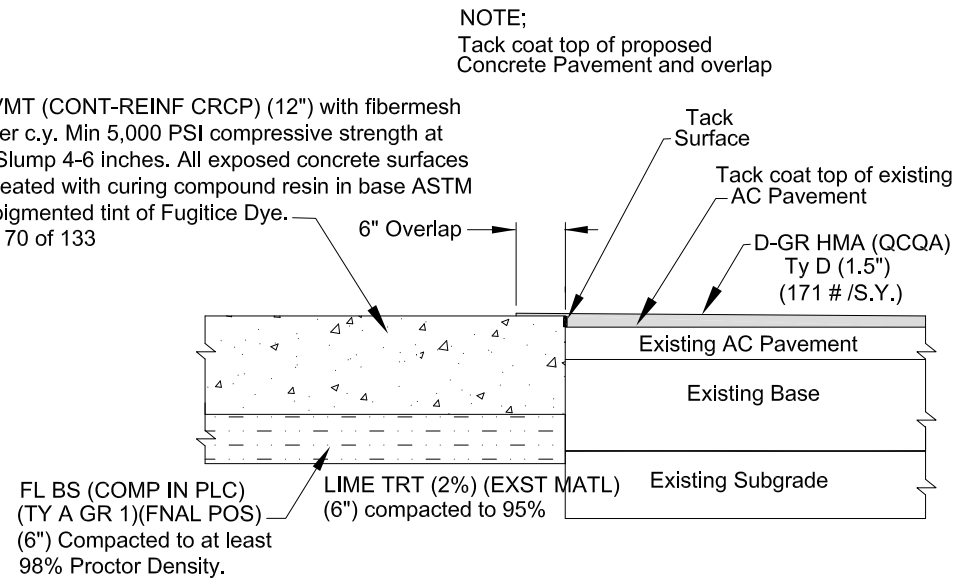 NOTE;
Tack coat top of proposed
Concrete Pavement and overlap
VMT (CONT-REINF CRCP) (12") with fibermesh
er c.y. Min 5,000 PSI compressive strength at
Slump 4-6 inches. All exposed concrete surfaces
eated with curing compound resin in base ASTM
pigmented tint of Fugitice Dye.
70 of 133
Tack
Surface
Tack coat top of existing
AC Pavement
6" Overlap
D-GR HMA (QCQA)
Ty D (1.5")
(171 # /S.Y.)
Existing AC Pavement
Existing Base
Existing Subgrade
FL BS (COMP IN PLC)
(TY A GR 1)(FNAL POS)
(6") Compacted to at least
98% Proctor Density.
LIME TRT (2%) (EXST MATL)
(6") compacted to 95%